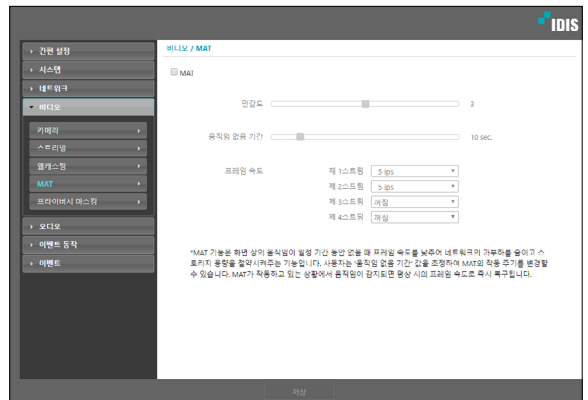 IDIS
간편 설정
시스템
네트워크
비디오
카메라
스트리밍
웹캐스팅
MAT
프라이버시 마스킹
오디오
이벤트 동작
이벤트
비디오 / MAT
MAT
민감도 3
움직임 없음 기간 10 sec.
프레임 속도 제 1스트림 5 ips
제 2스트림 5 ips
제 3스트림 꺼짐
제 4스트림 꺼짐
*MAT 기능은 화면 상의 움직임이 일정 기간 동안 없을 때 프레임 속도를 낮추어 네트워크의 과부하를 줄이고 스
토리지 용량을 절약시켜주는 기능입니다. 사용자는 '움직임 없음 기간' 값을 조정하여 MAT의 작동 주기를 변경할
수 있습니다. MAT가 작동하고 있는 상황에서 움직임이 감지되면 평상 시의 프레임 속도로 즉시 복구됩니다.
저장